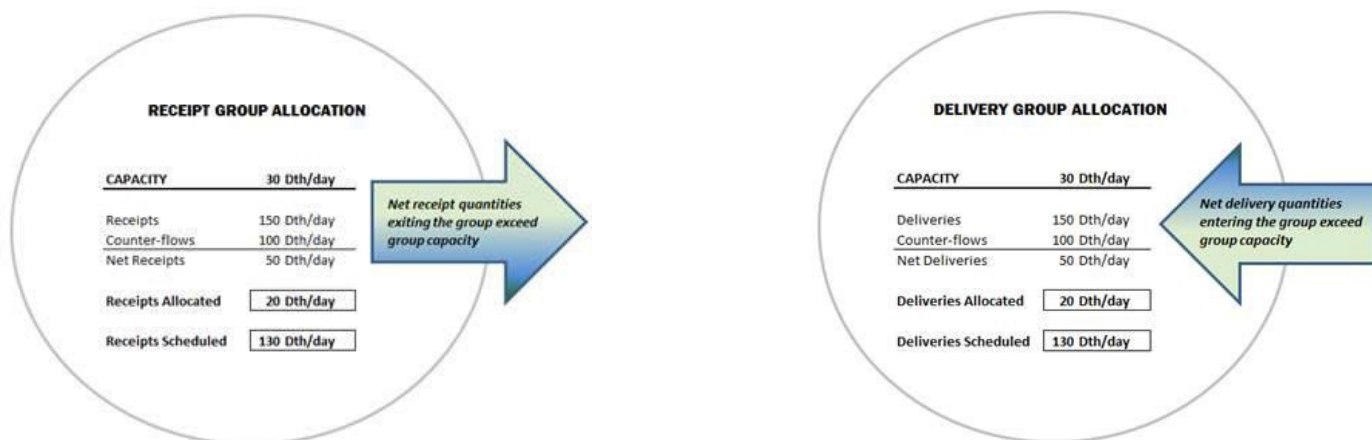 RECEIPT GROUP ALLOCATION
CAPACITY 30 Dth/day
Receipts 150 Dth/day
Counter-flows 100 Dth/day
Net Receipts 50 Dth/day
Receipts Allocated 20 Dth/day
Receipts Scheduled 130 Dth/day
Net receipt quantities
exiting the group exceed
group capacity
DELIVERY GROUP ALLOCATION
CAPACITY 30 Dth/day
Deliveries 150 Dth/day
Counter-flows 100 Dth/day
Net Deliveries 50 Dth/day
Deliveries Allocated 20 Dth/day
Deliveries Scheduled 130 Dth/day
Net delivery quantities
entering the group exceed
group capacity